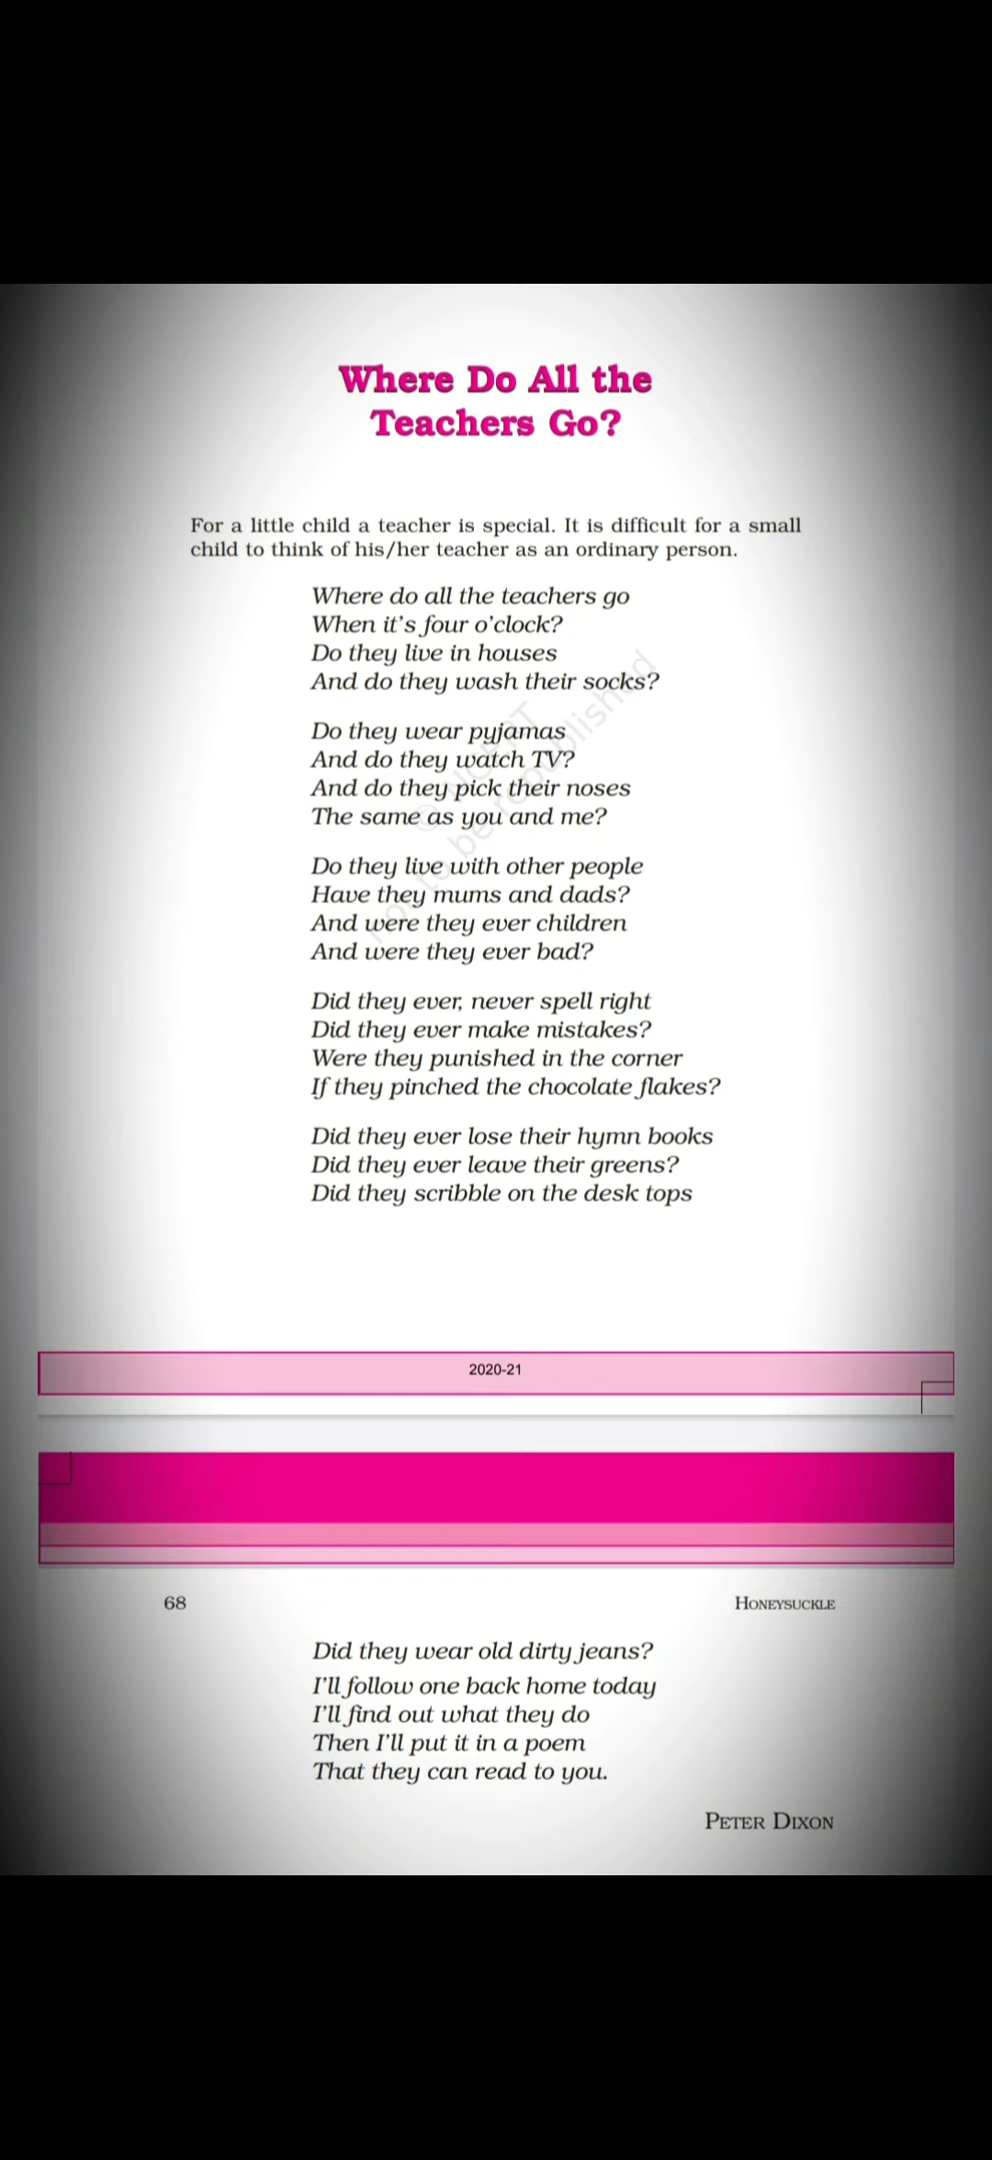 Where Do All the
Teachers Go?
For a little child a teacher is special. It is difficult for a small
child to think of his/her teacher as an ordinary person.
Where do all the teachers go
When it's four o'clock?
Do they live in houses
And do they wash their socks?
Do they wear pyjamas
And do they watch TV?
And do they pick their noses
The same as you and me?
Do they live with other people
Have they mums and dads?
And were they ever children
And were they ever bad?
Did they ever, never spell right
Did they ever make mistakes?
Were they punished in the corner
If they pinched the chocolate flakes?
Did they ever lose their hymn books
Did they ever leave their greens?
Did they scribble on the desk tops
© NCERT
not to be republished
2020-21
68 HONEYSUCKLE
Did they wear old dirty jeans?
I'll follow one back home today
I'll find out what they do
Then I'll put it in a poem
That they can read to you.
PETER DIXON